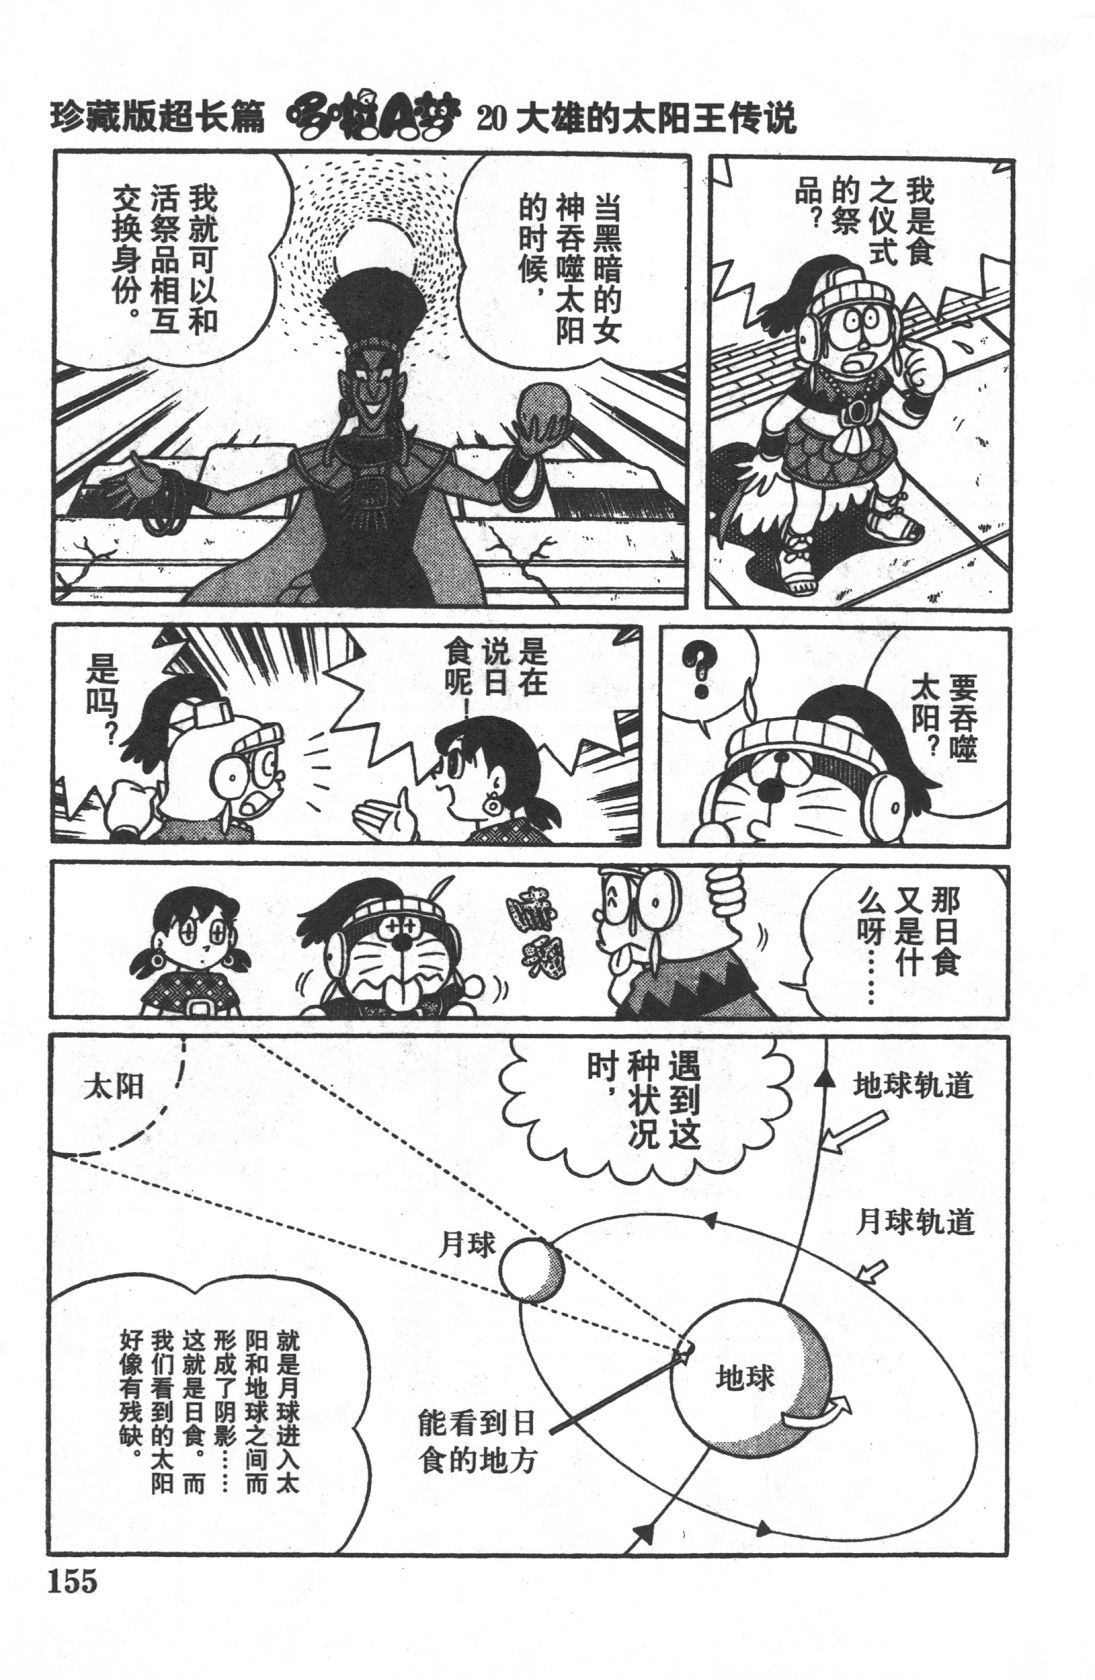 珍藏版超长篇 哆啦A梦 20 大雄的太阳王传说
我是食
之仪式
的祭
品?
当黑暗的女
神吞噬太阳
的时候，
我就可以和
活祭品相互
交换身份。
要吞噬
太阳?
?
是在
说日
食呢!
是吗?
那日食
又是什
么呀……
遇到这
种状况
时，
太阳
地球轨道
月球轨道
月球
地球
能看到日
食的地方
就是月球进入太
阳和地球之间而
形成了阴影……
这就是日食。而
我们看到的太阳
好像有残缺。
155